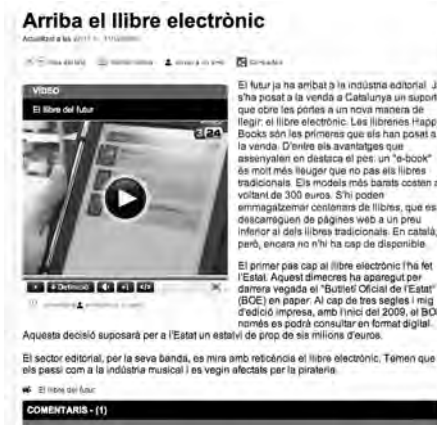 Arriba el llibre electrònic
VÍDEO
El llibre del futur
324
El futur ja ha arribat a la indústria editorial. J
s'ha posat a la venda a Catalunya un suport
que obre les portes a un nova manera de
llegir: el llibre electrònic. Les llibreries Happ
Books són les primeres que els han posat a
la venda. D'entre els avantatges que
assenyalen en destaca el pes: un "e-book"
és molt més lleuger que no pas els llibres
tradicionals. Els models més barats costen a
voltant de 300 euros. S'hi poden
emmagatzemar centenars de llibres, que es
descarreguen de pàgines web a un preu
inferior al dels llibres tradicionals. En català,
però, encara no n'hi ha cap de disponible.
El primer pas cap al llibre electrònic l'ha fet
l'Estat. Aquest dimecres ha aparegut per
darrera vegada el "Butlletí Oficial de l'Estat"
(BOE) en paper. Al cap de tres segles i mig
d'edició impresa, amb l'inici del 2009, el BO
només es podrà consultar en format digital.
Aquesta decisió suposarà per a l'Estat un estalvi de prop de sis milions d'euros.
El sector editorial, per la seva banda, es mira amb reticència el llibre electrònic. Temen que
els passi com a la indústria musical i es vegin afectats per la pirateria.
El llibre del futur
COMENTARIS - (1)